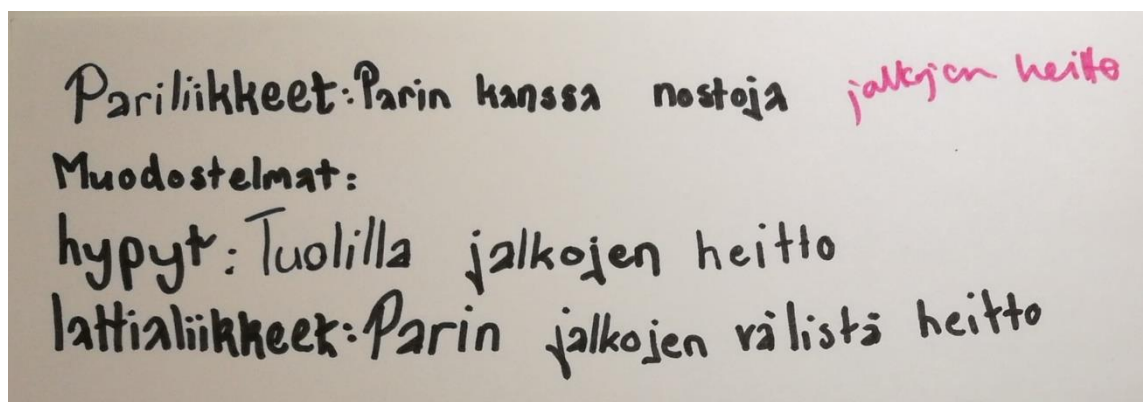 Pariliikkeet: Parin kanssa nostoja jalkojen heitto
Muodostelmat:
hypyt: Tuolilla jalkojen heitto
lattialiikkeet: Parin jalkojen välistä heitto